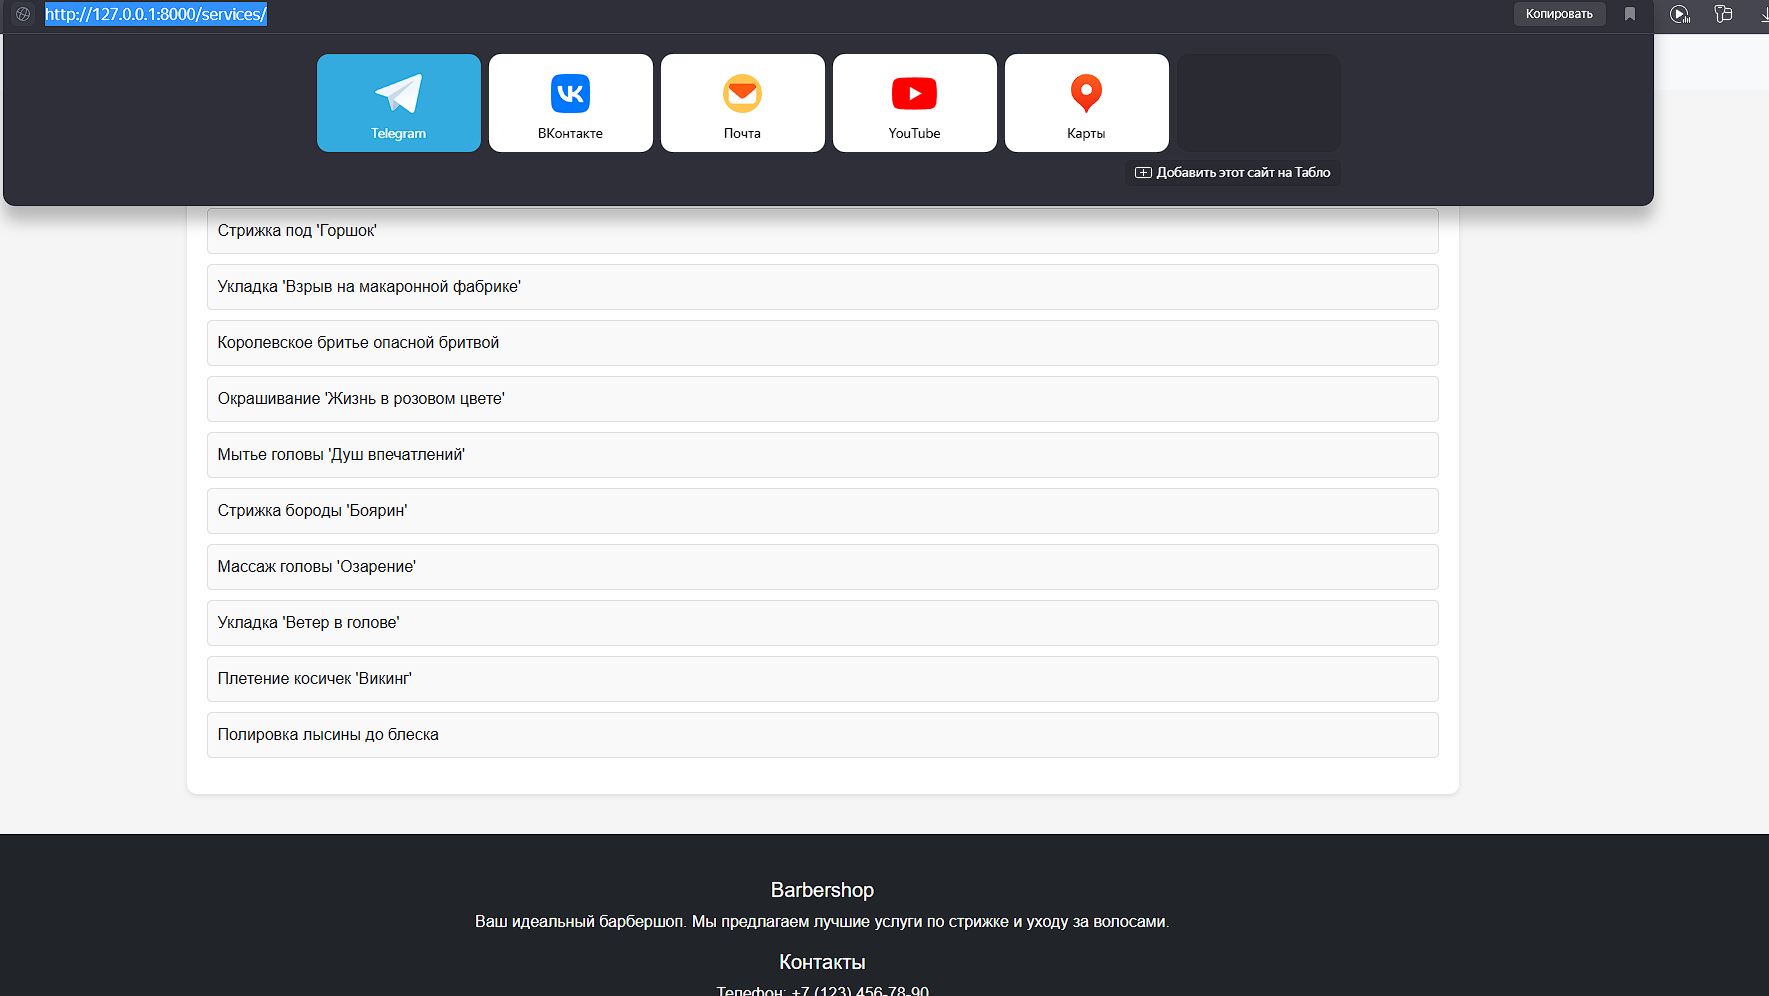 http://127.0.0.1:8000/services/
Копировать
Telegram
ВКонтакте
Почта
YouTube
Карты
Добавить этот сайт на Табло
Стрижка под 'Горшок'
Укладка 'Взрыв на макаронной фабрике'
Королевское бритье опасной бритвой
Окрашивание 'Жизнь в розовом цвете'
Мытье головы 'Душ впечатлений'
Стрижка бороды 'Боярин'
Массаж головы 'Озарение'
Укладка 'Ветер в голове'
Плетение косичек 'Викинг'
Полировка лысины до блеска
Barbershop
Ваш идеальный барбершоп. Мы предлагаем лучшие услуги по стрижке и уходу за волосами.
Контакты
Телефон: +7 (123) 456-78-90